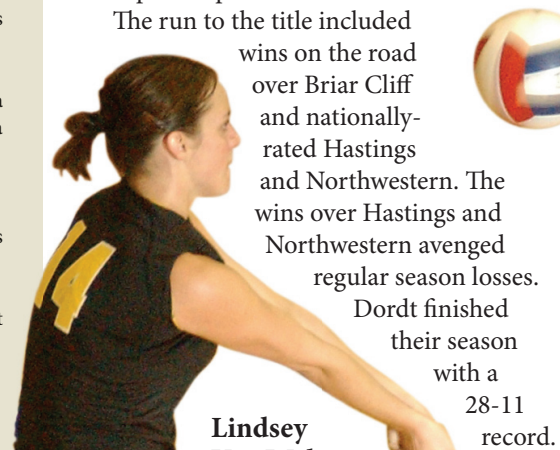 The run to the title included
wins on the road
over Briar Cliff
and nationally-
rated Hastings
and Northwestern. The
wins over Hastings and
Northwestern avenged
regular season losses.
Dordt finished
their season
with a
28-11
record.
14
Lindsey